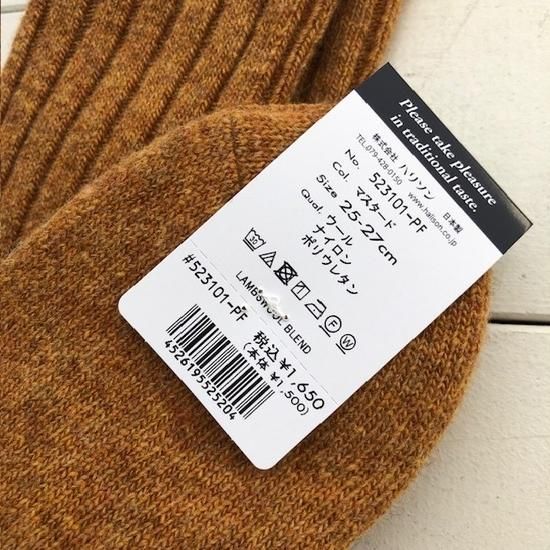 Please take pleasure
in traditional taste.
株式会社 ハリソン 日本製
TEL.079-428-0150 www.halison.co.jp
No. 523101-PF
Col. マスタード
Size 25-27cm
Qual. ウール
ナイロン
ポリウレタン
LAMBSWOOL BLEND
#523101-PF
税込¥1,650
(本体 ¥1,500)
4526195525204